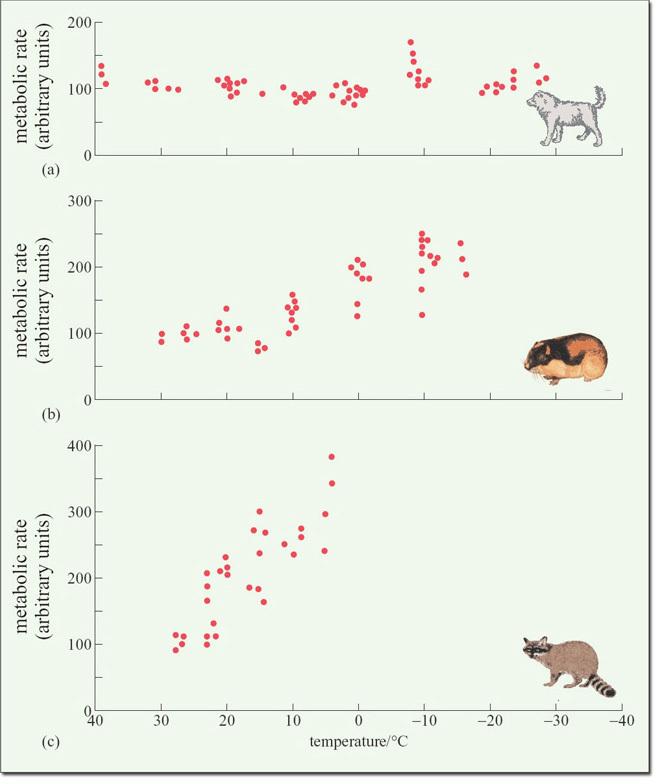 metabolic rate
(arbitrary units)
200
100
0
(a)
metabolic rate
(arbitrary units)
300
200
100
0
(b)
metabolic rate
(arbitrary units)
400
300
200
100
0
40 30 20 10 0 −10 −20 −30 −40
(c)
temperature/°C